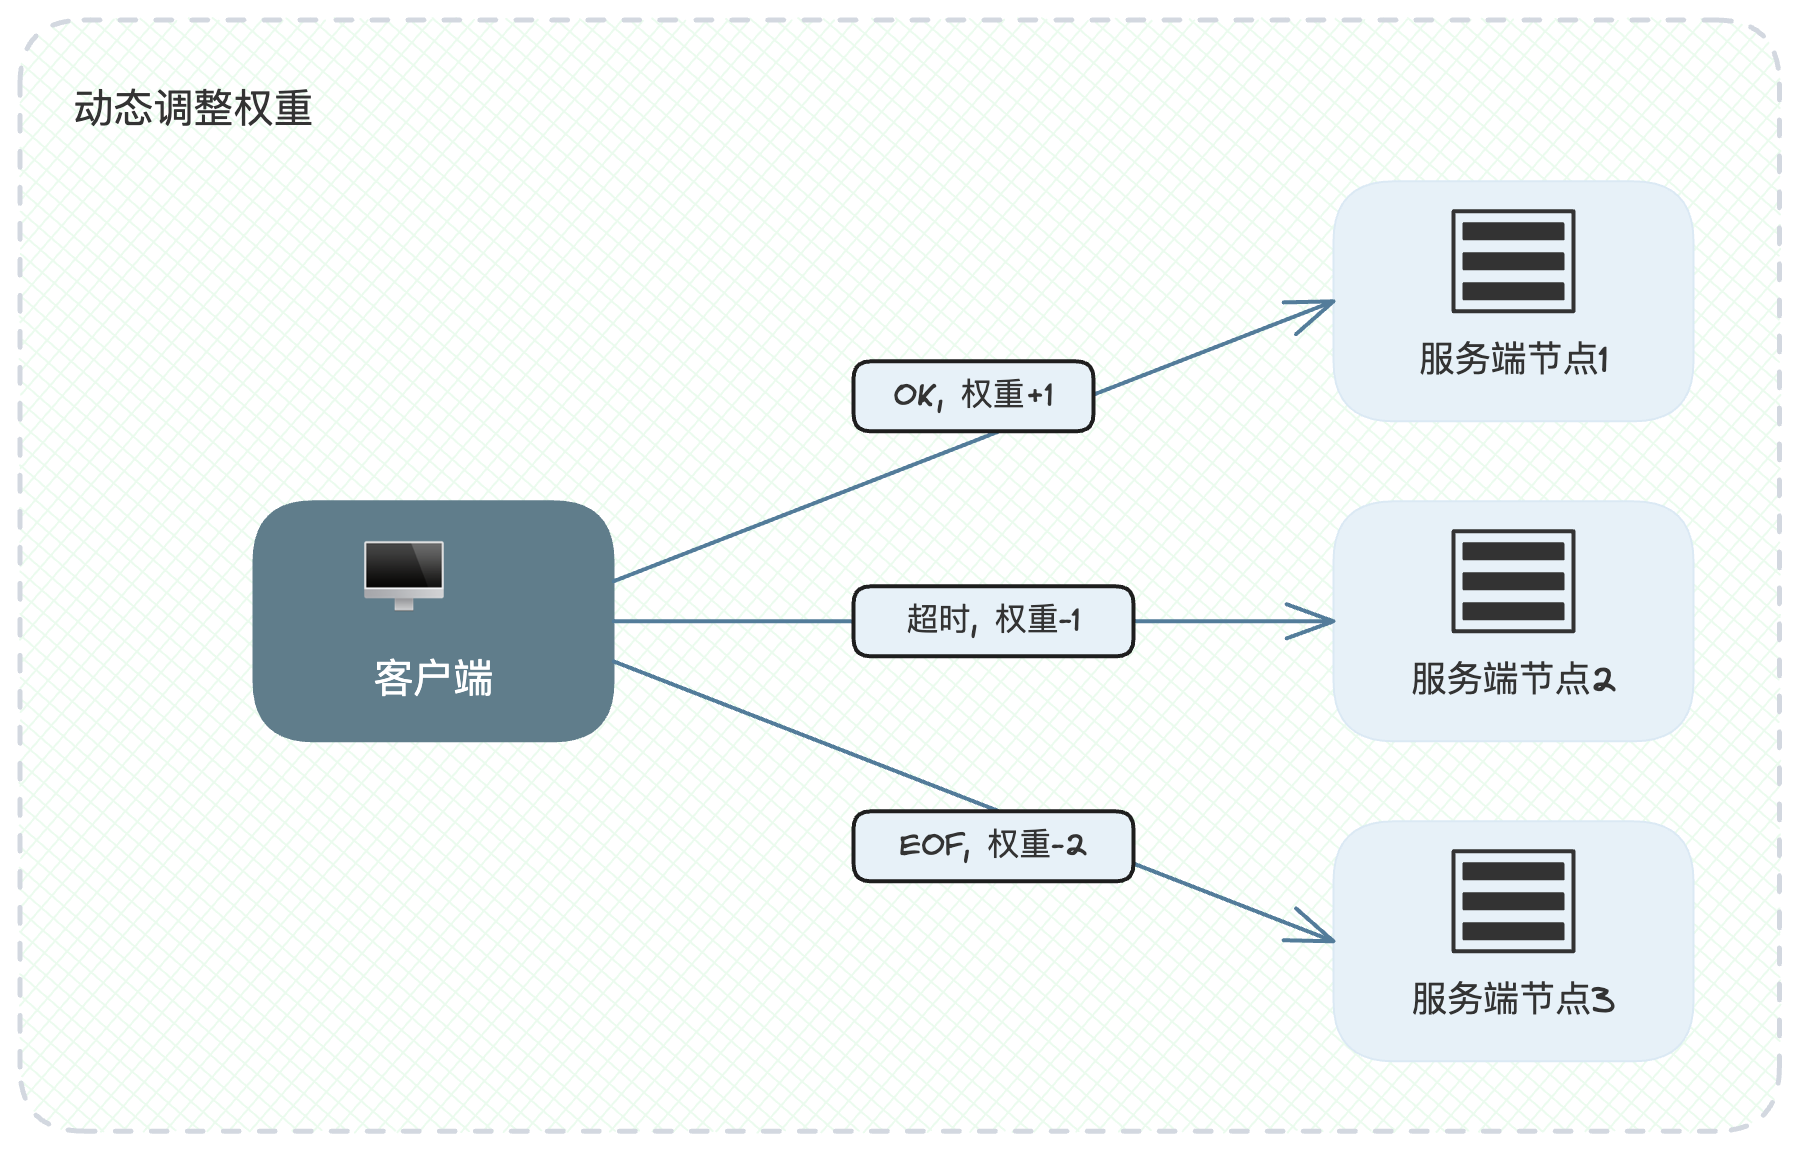 动态调整权重
服务端节点1
OK, 权重+1
客户端
超时, 权重-1
服务端节点2
EOF, 权重-2
服务端节点3